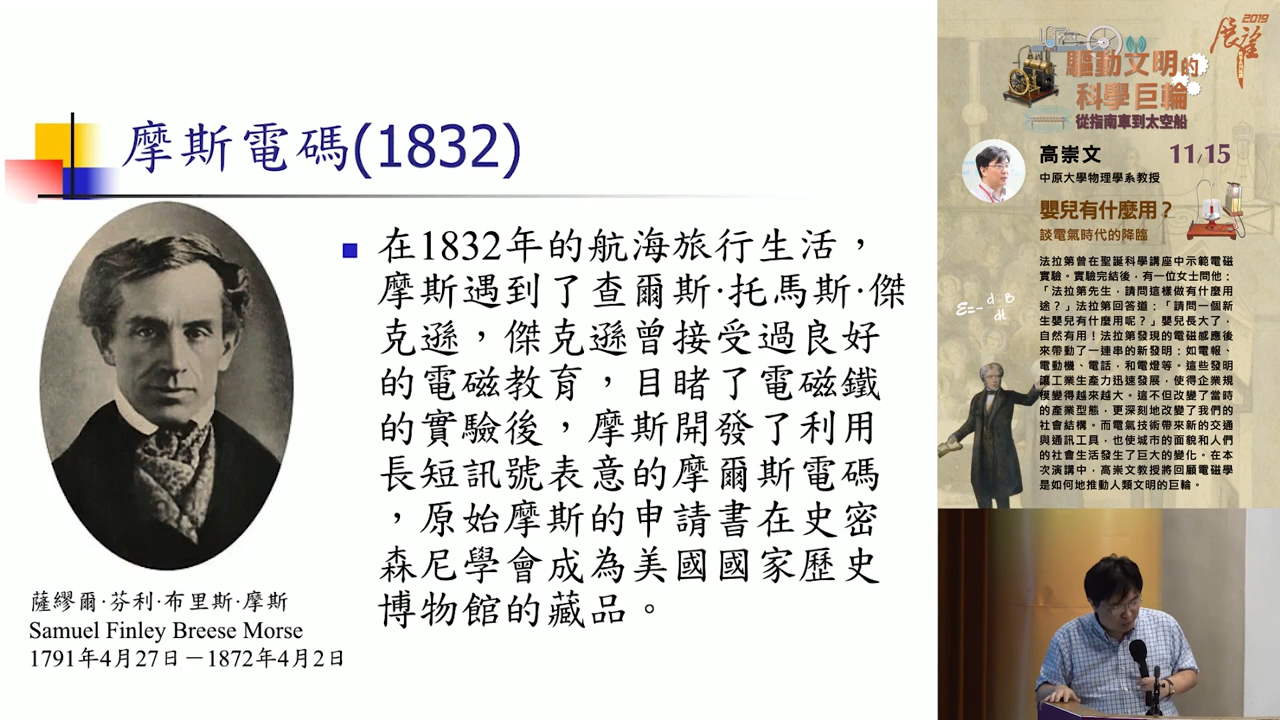 摩斯電碼(1832)
在1832年的航海旅行生活，
摩斯遇到了查爾斯·托馬斯·傑
克遜，傑克遜曾接受過良好
的電磁教育，目睹了電磁鐵
的實驗後，摩斯開發了利用
長短訊號表意的摩爾斯電碼
，原始摩斯的申請書在史密
森尼學會成為美國國家歷史
博物館的藏品。
薩繆爾·芬利·布里斯·摩斯
Samuel Finley Breese Morse
1791年4月27日－1872年4月2日
2019
展望
驅動文明的
科學巨輪
從指南車到太空船
高崇文 11/15
中原大學物理學系教授
嬰兒有什麼用？
談電氣時代的降臨
法拉第曾在聖誕科學講座中示範電磁
實驗。實驗完結後，有一位女士問他：
「法拉第先生，請問這樣做有什麼用
途？」法拉第回答道：「請問一個新
生嬰兒有什麼用呢？」嬰兒長大了，
自然有用！法拉第發現的電磁感應後
來帶動了一連串的新發明：如電報、
電動機、電話，和電燈等。這些發明
讓工業生產力迅速發展，使得企業規
模變得越來越大。這不但改變了當時
的產業型態，更深刻地改變了我們的
社會結構。而電氣技術帶來新的交通
與通訊工具，也使城市的面貌和人們
的社會生活發生了巨大的變化。在本
次演講中，高崇文教授將回顧電磁學
是如何地推動人類文明的巨輪。